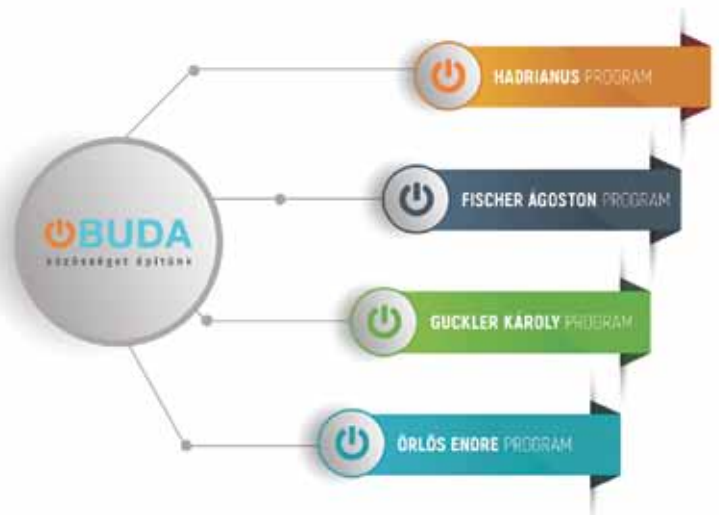 HADRIANUS PROGRAM
FISCHER ÁGOSTON PROGRAM
ÓBUDA
közösséget építünk
GUCKLER KÁROLY PROGRAM
ÖRLŐS ENDRE PROGRAM